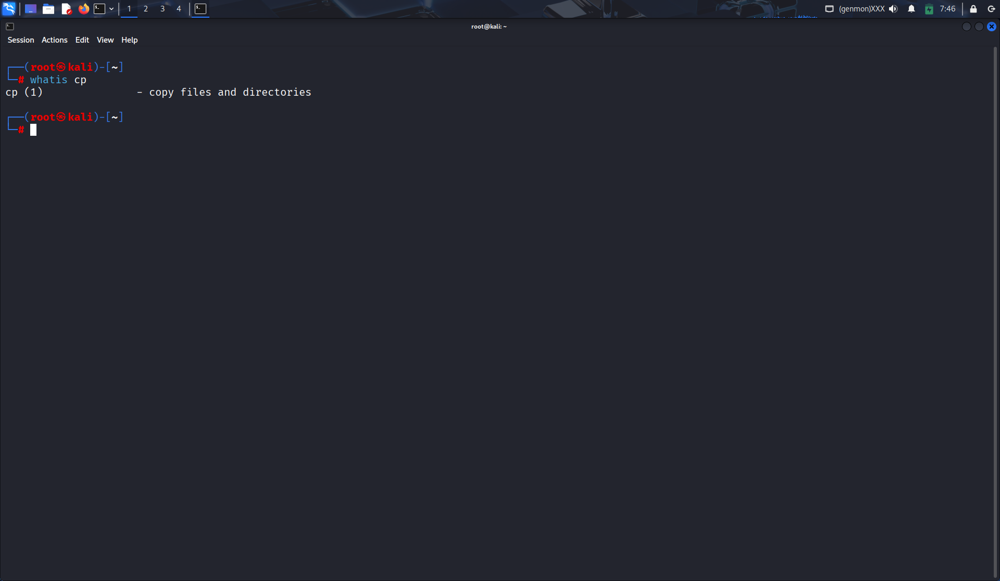 1 2 3 4 (genmon)XXX 7:46
root@kali: ~
Session Actions Edit View Help
┌──(root㉿kali)-[~]
└─# whatis cp
cp (1)               - copy files and directories
┌──(root㉿kali)-[~]
└─#